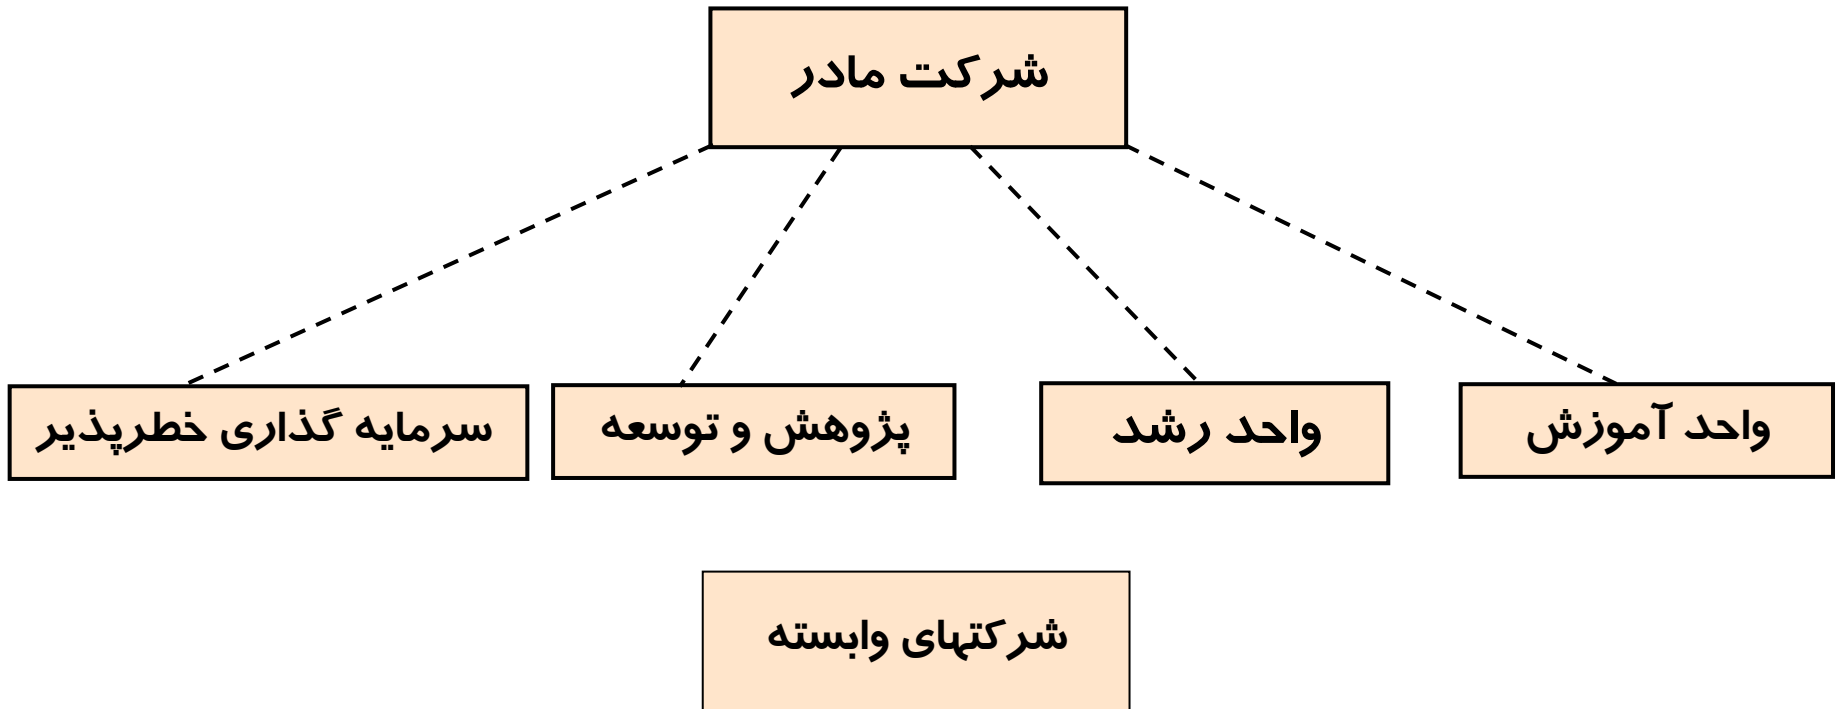 شرکت مادر
واحد آموزش
واحد رشد
پژوهش و توسعه
سرمایه گذاری خطرپذیر
شرکتهای وابسته